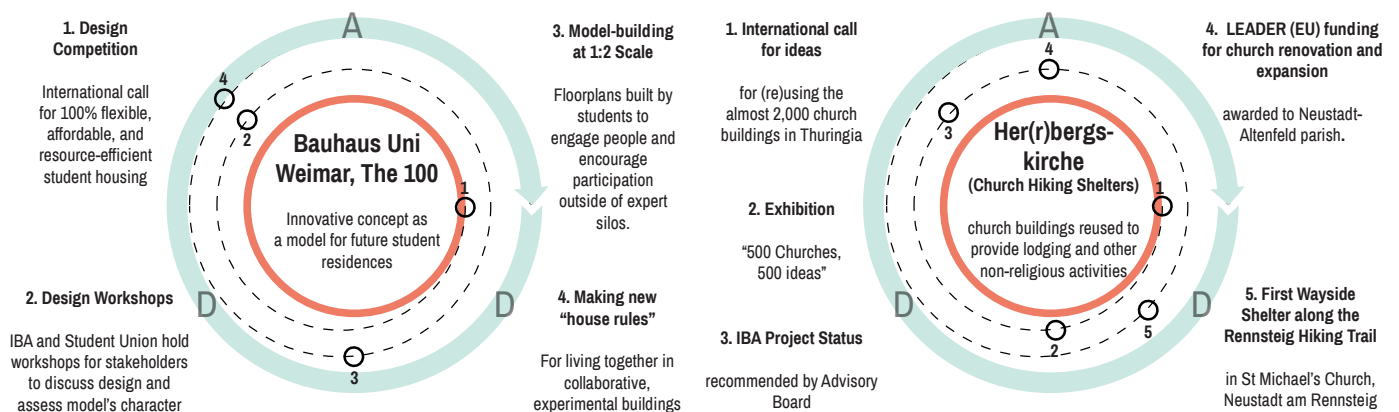 1. Design
Competition
International call
for 100% flexible,
affordable, and
resource-efficient
student housing
2. Design Workshops
IBA and Student Union hold
workshops for stakeholders
to discuss design and
assess model's character
A
D
D
4
2
1
3
Bauhaus Uni
Weimar, The 100
Innovative concept as
a model for future student
residences
3. Model-building
at 1:2 Scale
Floorplans built by
students to
engage people and
encourage
participation
outside of expert
silos.
4. Making new
“house rules”
For living together in
collaborative,
experimental buildings
1. International call
for ideas
for (re)using the
almost 2,000 church
buildings in Thuringia
2. Exhibition
“500 Churches,
500 ideas”
3. IBA Project Status
recommended by Advisory
Board
A
D
D
4
3
1
2
5
Her(r)bergs-
kirche
(Church Hiking Shelters)
church buildings reused to
provide lodging and other
non-religious activities
4. LEADER (EU) funding
for church renovation and
expansion
awarded to Neustadt-
Altenfeld parish.
5. First Wayside
Shelter along the
Rennsteig Hiking Trail
in St Michael's Church,
Neustadt am Rennsteig